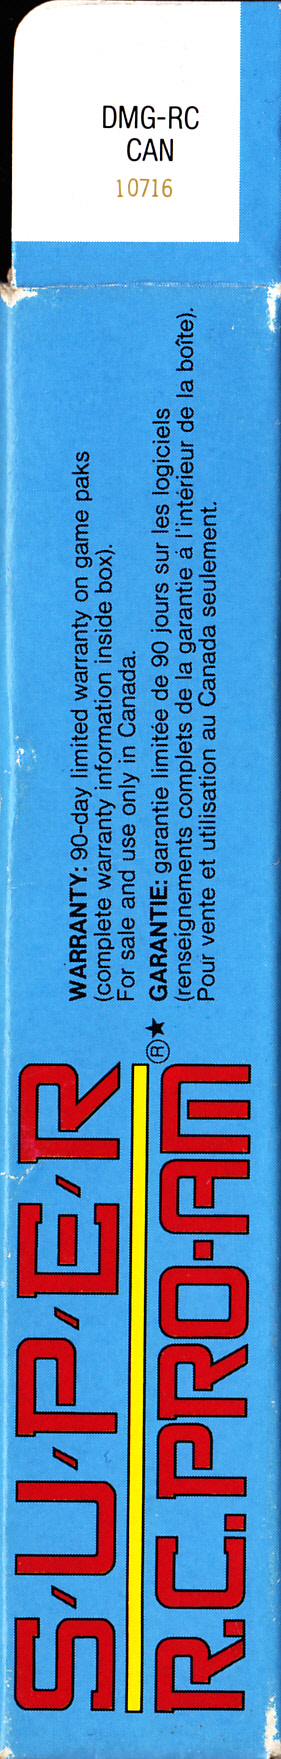 DMG-RC
CAN
10716
WARRANTY: 90-day limited warranty on game paks
(complete warranty information inside box).
For sale and use only in Canada.
GARANTIE: garantie limitée de 90 jours sur les logiciels
(renseignements complets de la garantie á l'intérieur de la boîte).
Pour vente et utilisation au Canada seulement.
S·U·P·E·R
R.C. PRO-AM®★